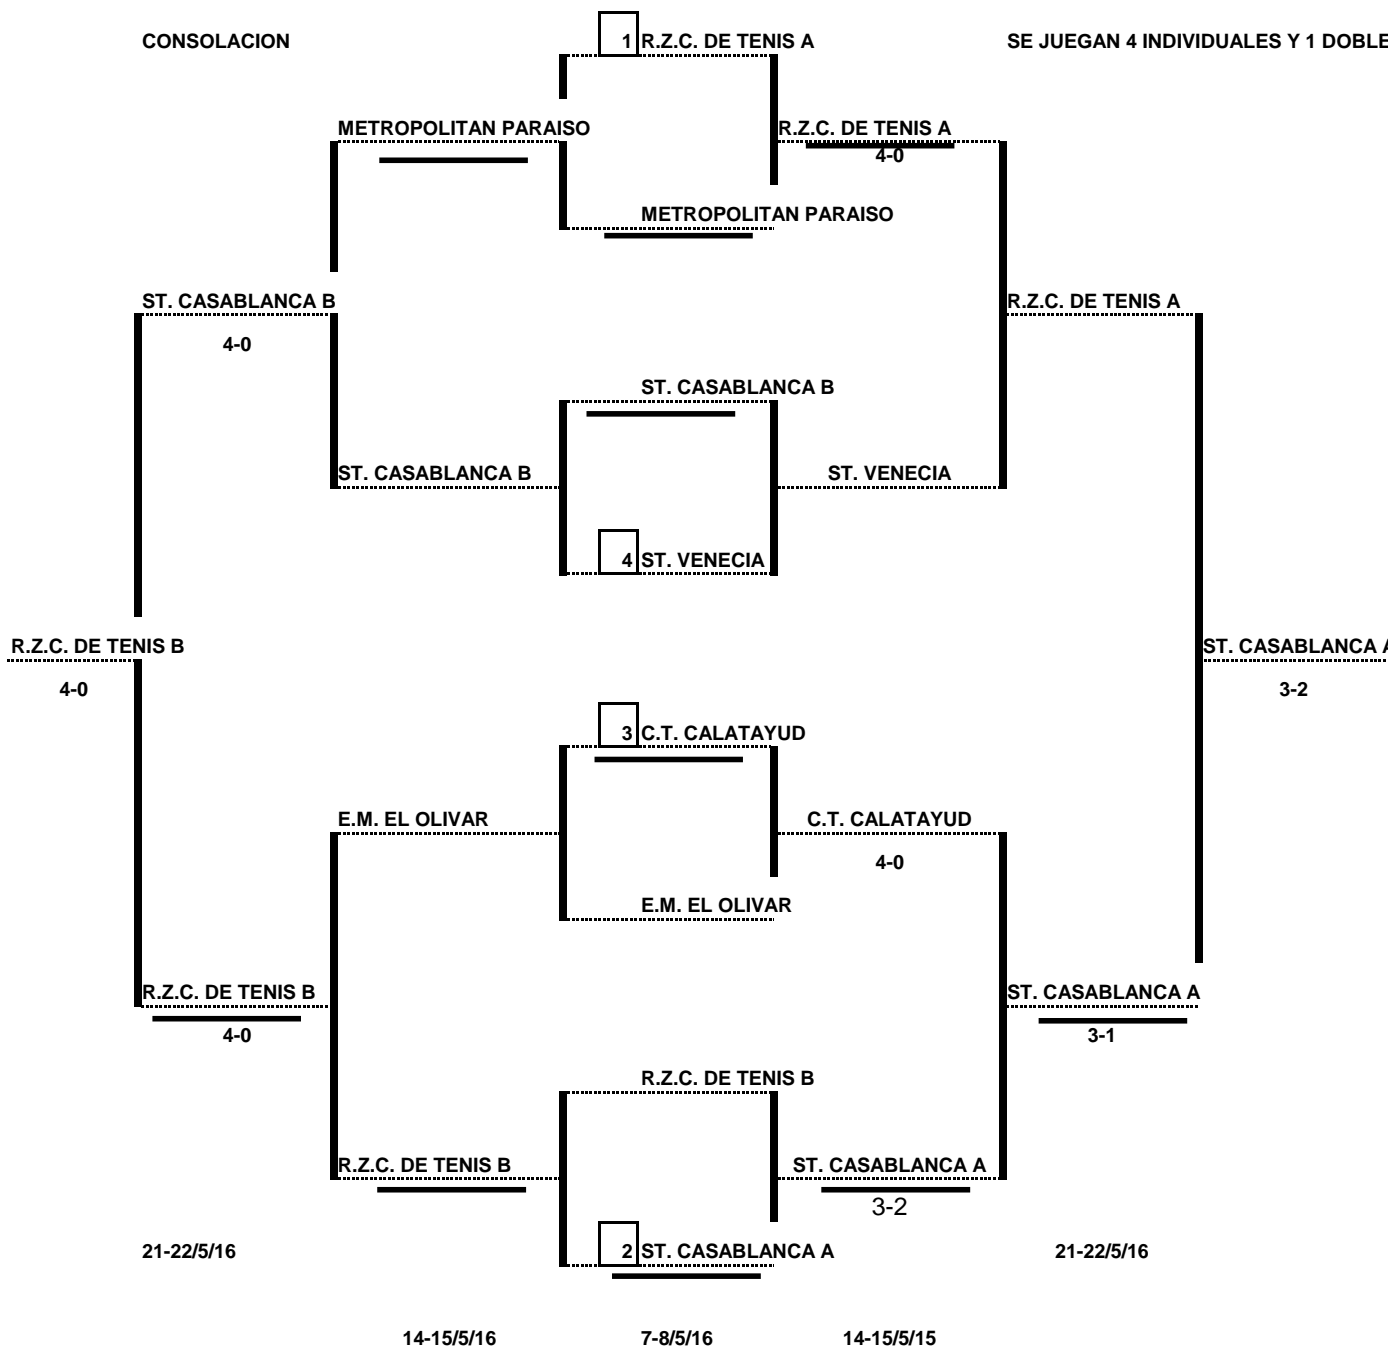 CONSOLACION
1 R.Z.C. DE TENIS A
SE JUEGAN 4 INDIVIDUALES Y 1 DOBLE
METROPOLITAN PARAISO
R.Z.C. DE TENIS A
4-0
METROPOLITAN PARAISO
ST. CASABLANCA B
R.Z.C. DE TENIS A
4-0
ST. CASABLANCA B
ST. CASABLANCA B
ST. VENECIA
4 ST. VENECIA
R.Z.C. DE TENIS B
ST. CASABLANCA A
4-0
3-2
3 C.T. CALATAYUD
E.M. EL OLIVAR
C.T. CALATAYUD
4-0
E.M. EL OLIVAR
R.Z.C. DE TENIS B
ST. CASABLANCA A
4-0
3-1
R.Z.C. DE TENIS B
R.Z.C. DE TENIS B
ST. CASABLANCA A
3-2
21-22/5/16
2 ST. CASABLANCA A
21-22/5/16
14-15/5/16
7-8/5/16
14-15/5/15